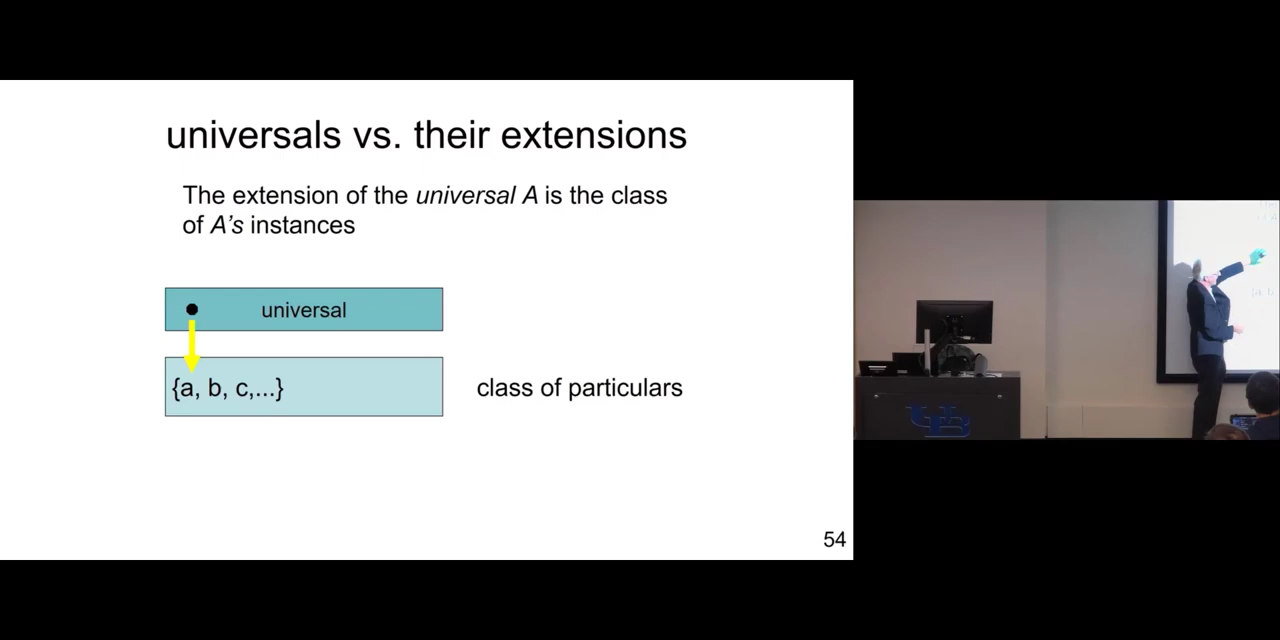 universals vs. their extensions
The extension of the universal A is the class
of A's instances
universal
{a, b, c,...}
class of particulars
54
UB